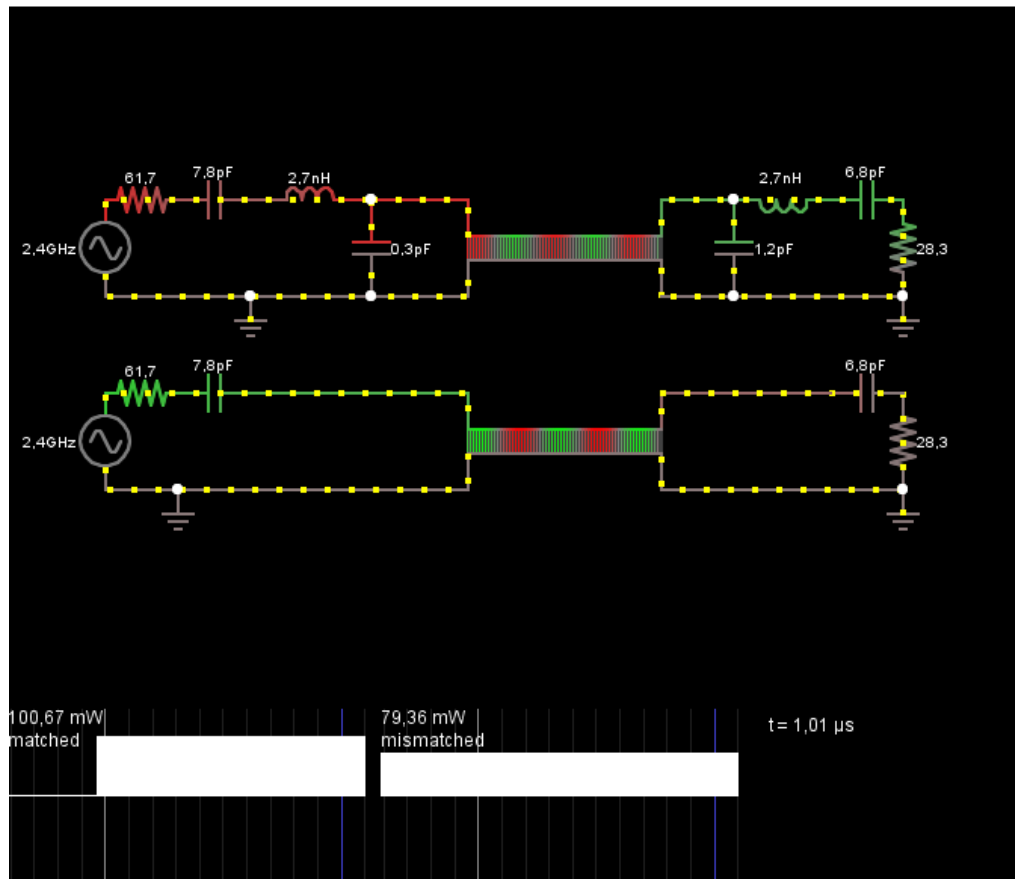 61,7
7,8pF
2,7nH
2,7nH
6,8pF
2,4GHz
0,3pF
1,2pF
28,3
61,7
7,8pF
6,8pF
2,4GHz
28,3
100,67 mW
matched
79,36 mW
mismatched
t = 1,01 µs